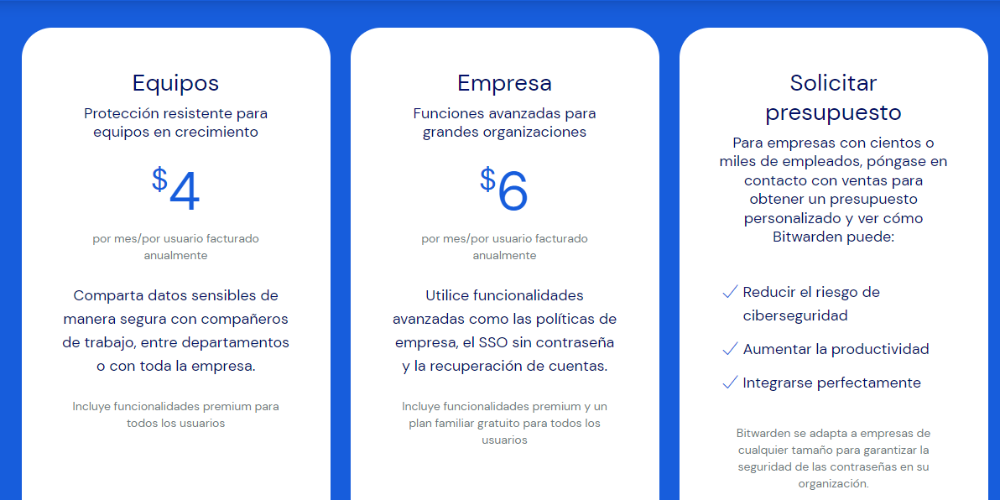 Equipos
Protección resistente para
equipos en crecimiento
$4
por mes/por usuario facturado
anualmente
Comparta datos sensibles de
manera segura con compañeros
de trabajo, entre departamentos
o con toda la empresa.
Incluye funcionalidades premium para
todos los usuarios
Empresa
Funciones avanzadas para
grandes organizaciones
$6
por mes/por usuario facturado
anualmente
Utilice funcionalidades
avanzadas como las políticas de
empresa, el SSO sin contraseña
y la recuperación de cuentas.
Incluye funcionalidades premium y un
plan familiar gratuito para todos los
usuarios
Solicitar
presupuesto
Para empresas con cientos o
miles de empleados, póngase en
contacto con ventas para
obtener un presupuesto
personalizado y ver cómo
Bitwarden puede:
Reducir el riesgo de
ciberseguridad
Aumentar la productividad
Integrarse perfectamente
Bitwarden se adapta a empresas de
cualquier tamaño para garantizar la
seguridad de las contraseñas en su
organización.